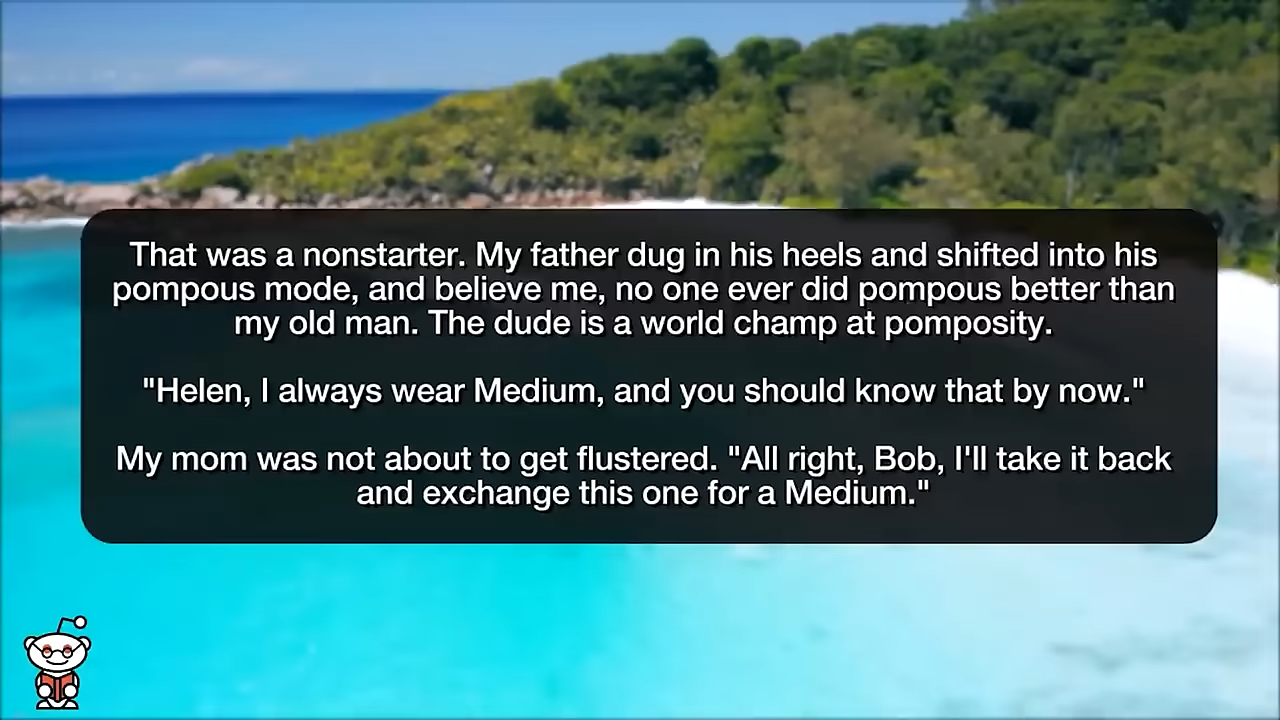 That was a nonstarter. My father dug in his heels and shifted into his
pompous mode, and believe me, no one ever did pompous better than
my old man. The dude is a world champ at pomposity.
"Helen, I always wear Medium, and you should know that by now."
My mom was not about to get flustered. "All right, Bob, I'll take it back
and exchange this one for a Medium."